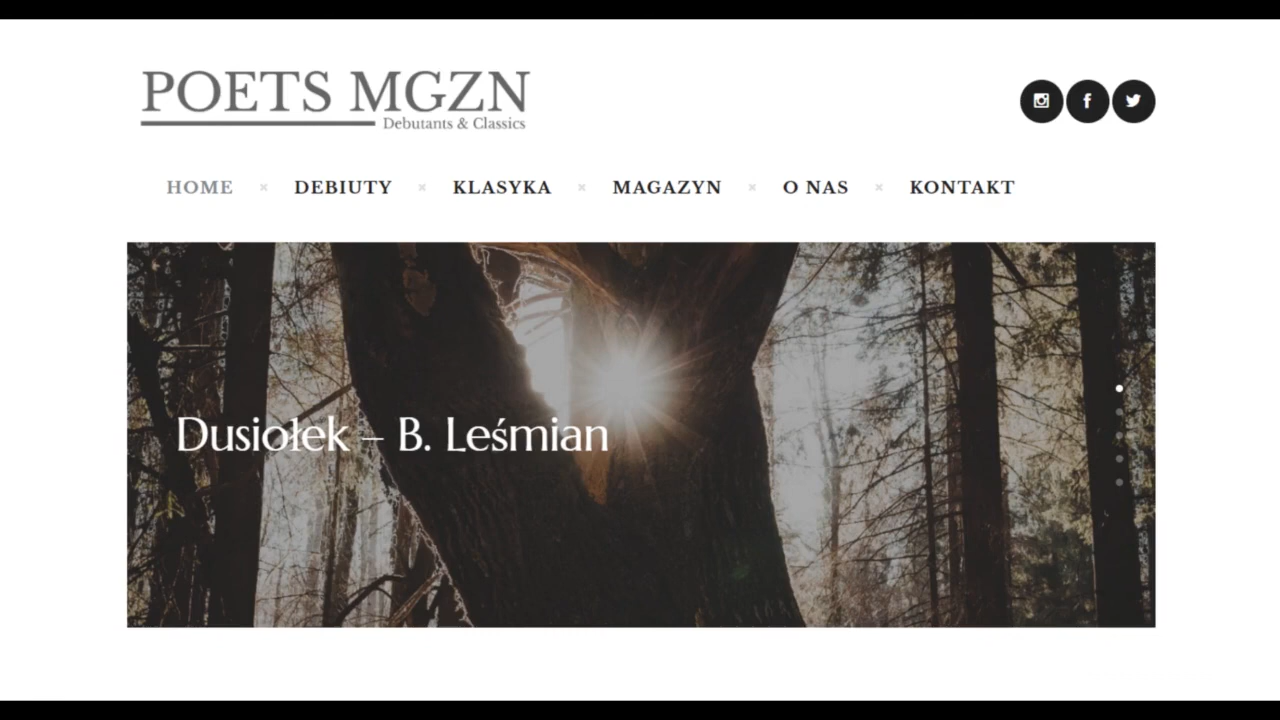 POETS MGZN
Debutants & Classics
HOME × DEBIUTY × KLASYKA × MAGAZYN × O NAS × KONTAKT
Dusiołek – B. Leśmian